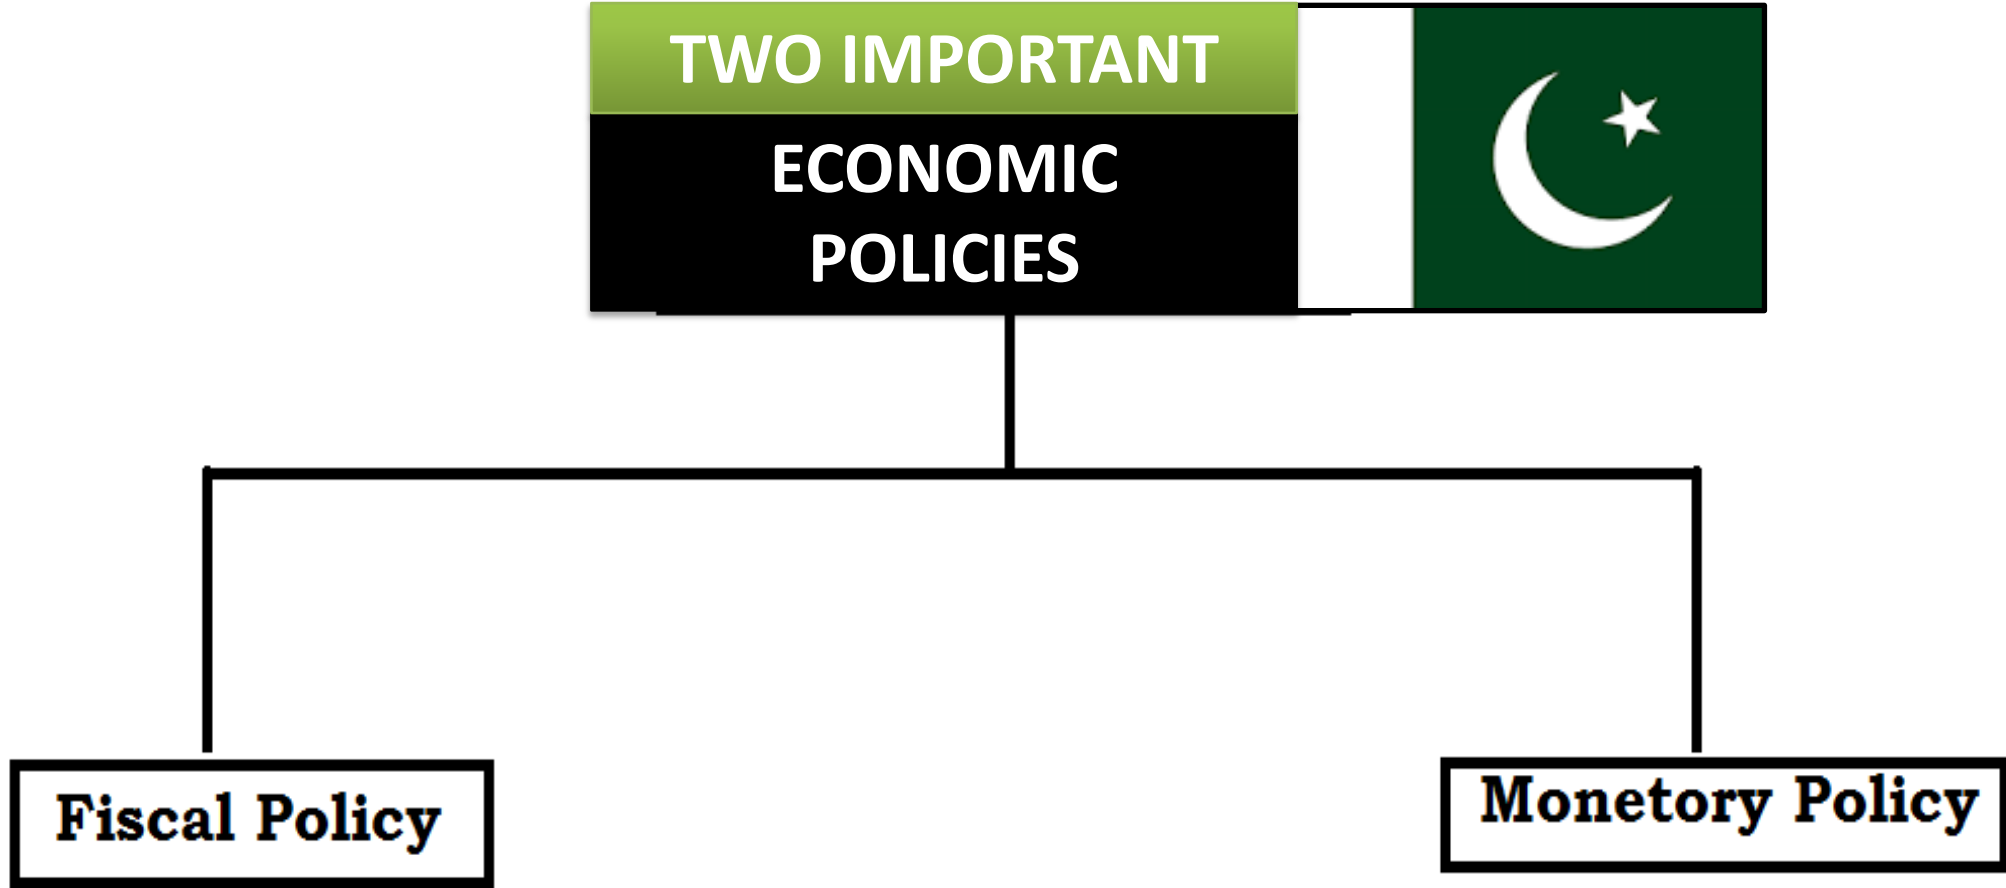 TWO IMPORTANT
ECONOMIC
POLICIES
Fiscal Policy
Monetory Policy